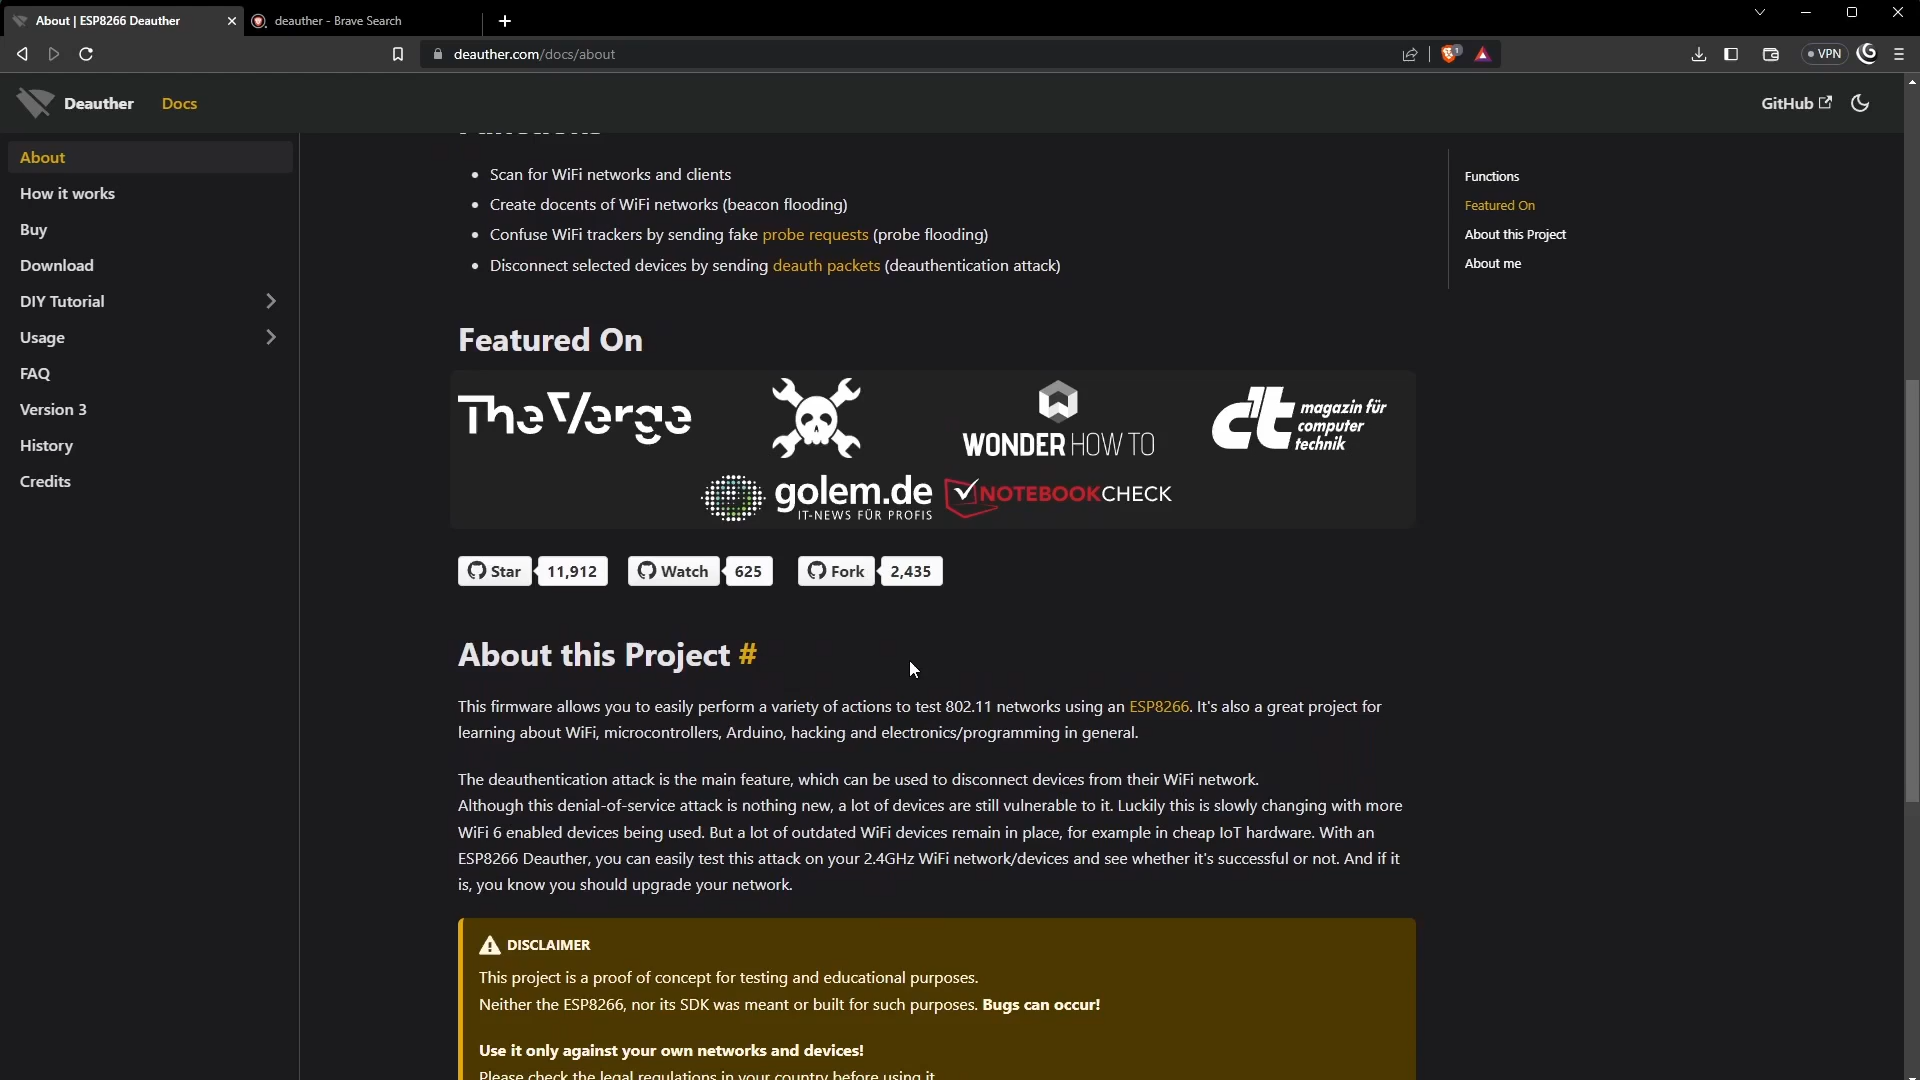 About | ESP8266 Deauther
deauther - Brave Search
deauther.com/docs/about
1
VPN
Deauther
Docs
GitHub
About
How it works
Buy
Download
DIY Tutorial
Usage
FAQ
Version 3
History
Credits
Scan for WiFi networks and clients
Create docents of WiFi networks (beacon flooding)
Confuse WiFi trackers by sending fake probe requests (probe flooding)
Disconnect selected devices by sending deauth packets (deauthentication attack)
Functions
Featured On
About this Project
About me
Featured On
The Verge
WONDER HOW TO
c't magazin für
computer
technik
golem.de
IT-NEWS FÜR PROFIS
NOTEBOOKCHECK
Star 11,912
Watch 625
Fork 2,435
About this Project #
This firmware allows you to easily perform a variety of actions to test 802.11 networks using an ESP8266. It's also a great project for
learning about WiFi, microcontrollers, Arduino, hacking and electronics/programming in general.
The deauthentication attack is the main feature, which can be used to disconnect devices from their WiFi network.
Although this denial-of-service attack is nothing new, a lot of devices are still vulnerable to it. Luckily this is slowly changing with more
WiFi 6 enabled devices being used. But a lot of outdated WiFi devices remain in place, for example in cheap IoT hardware. With an
ESP8266 Deauther, you can easily test this attack on your 2.4GHz WiFi network/devices and see whether it's successful or not. And if it
is, you know you should upgrade your network.
DISCLAIMER
This project is a proof of concept for testing and educational purposes.
Neither the ESP8266, nor its SDK was meant or built for such purposes. Bugs can occur!
Use it only against your own networks and devices!
Please check the legal regulations in your country before using it.